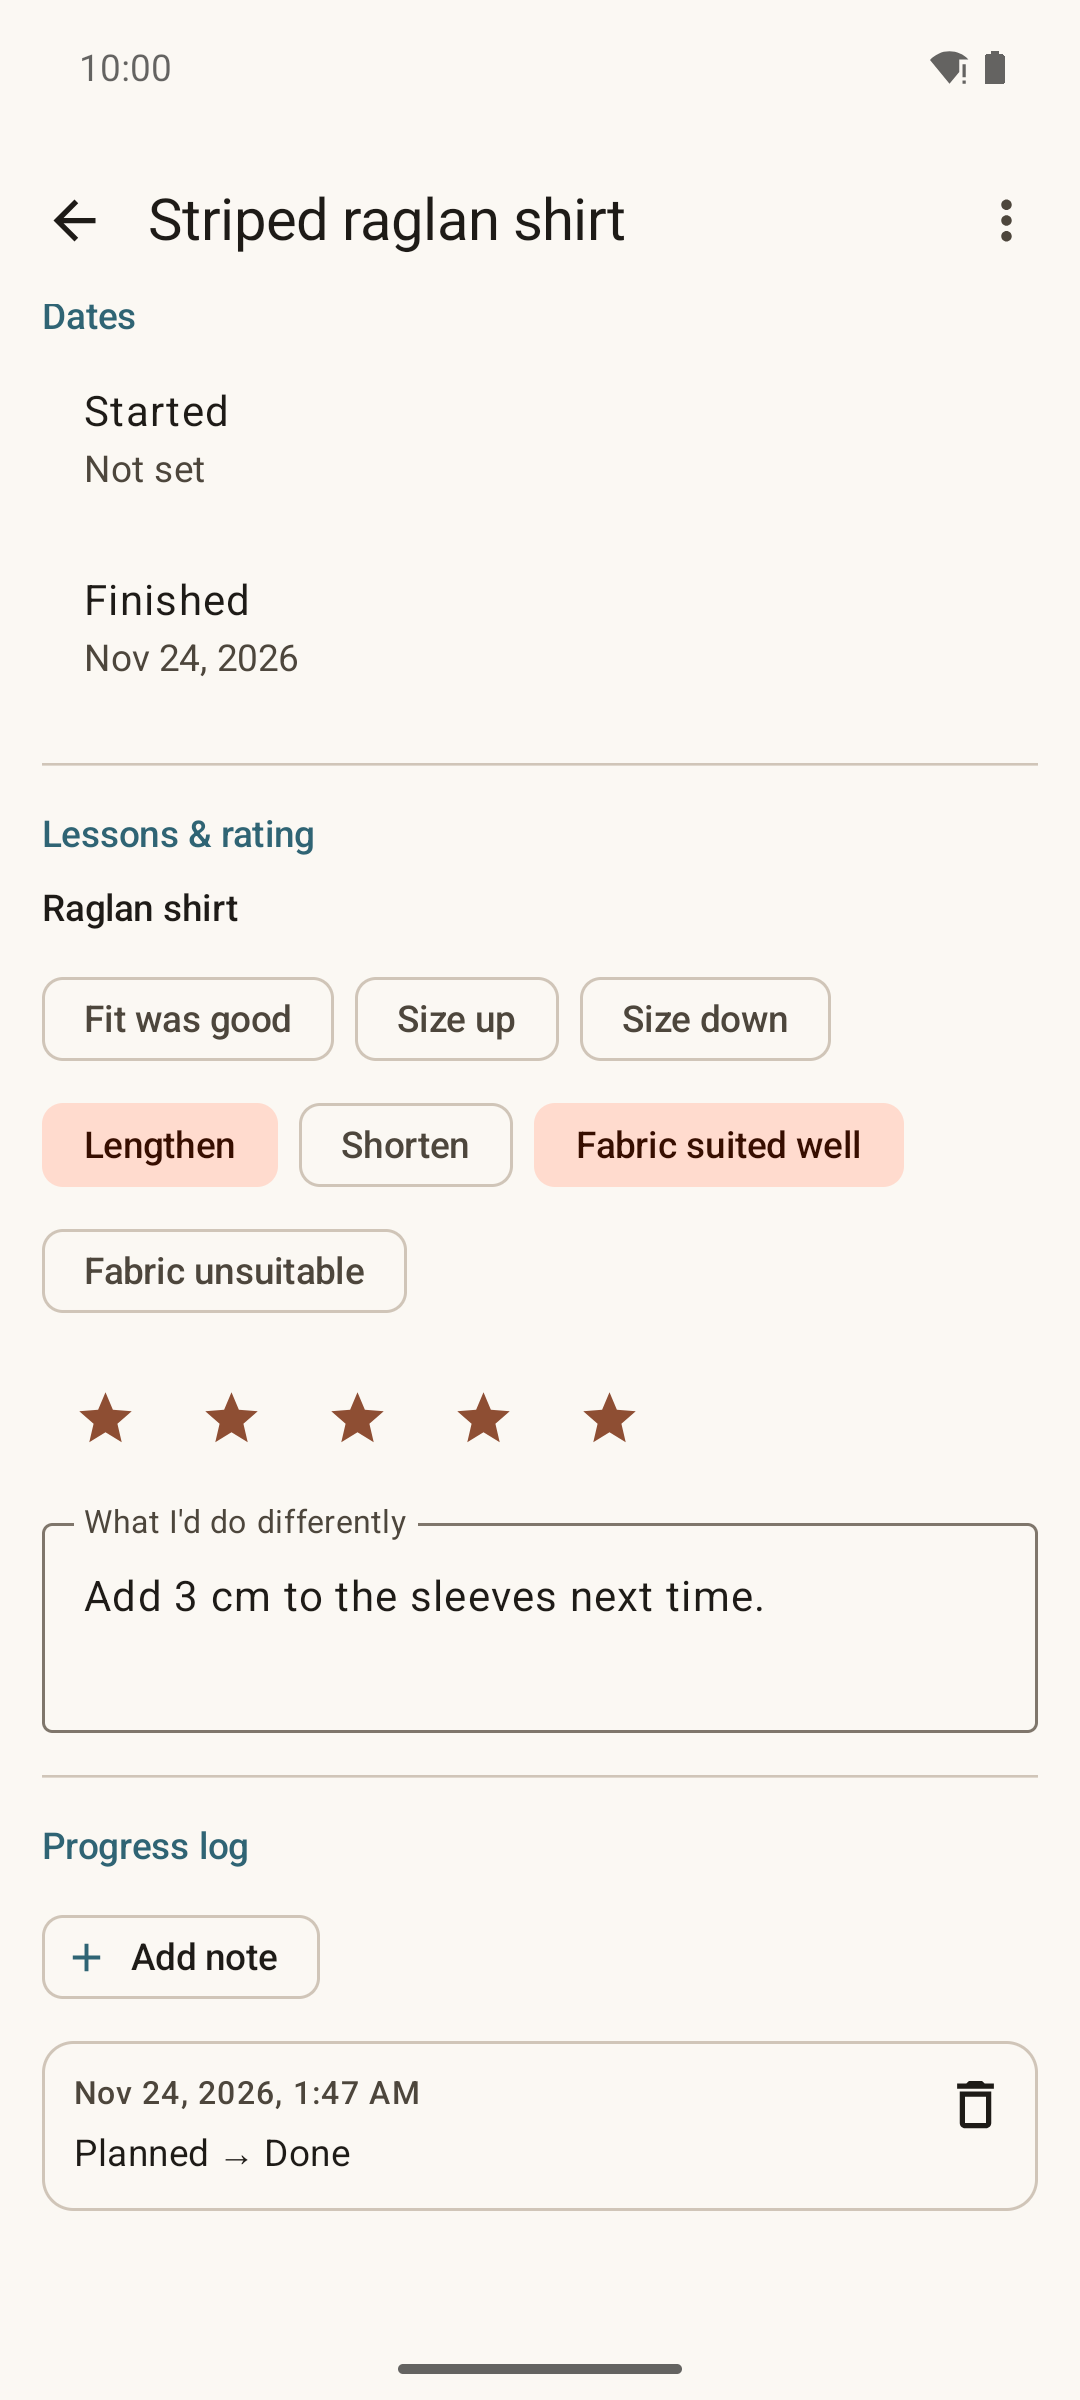 10:00
Striped raglan shirt
Dates
Started
Not set
Finished
Nov 24, 2026
Lessons & rating
Raglan shirt
Fit was good
Size up
Size down
Lengthen
Shorten
Fabric suited well
Fabric unsuitable
What I'd do differently
Add 3 cm to the sleeves next time.
Progress log
Add note
Nov 24, 2026, 1:47 AM
Planned → Done